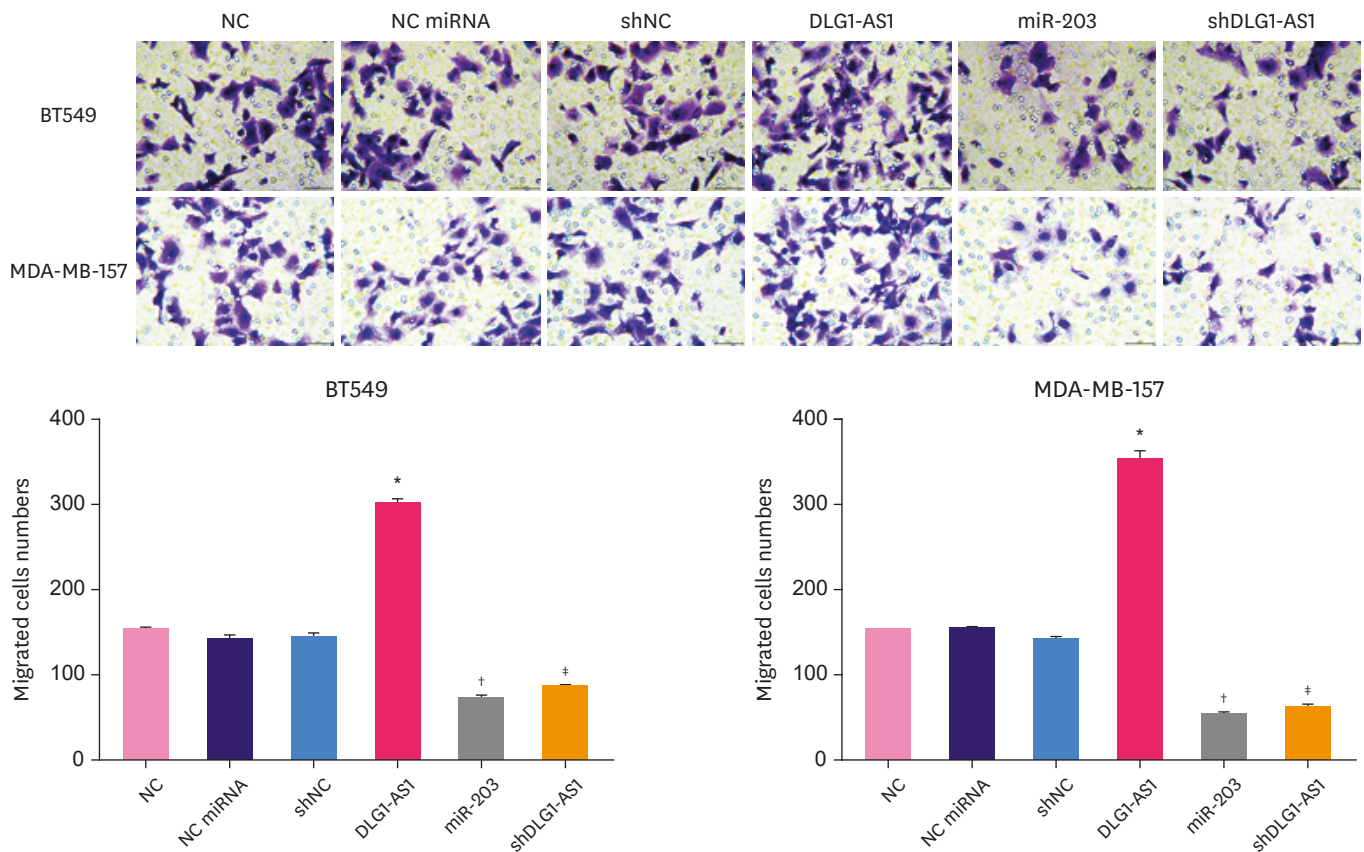 NC NC miRNA shNC DLG1-AS1 miR-203 shDLG1-AS1
BT549
MDA-MB-157
BT549
Migrated cells numbers
400
300
200
100
0
*
†
‡
NC NC miRNA shNC DLG1-AS1 miR-203 shDLG1-AS1
MDA-MB-157
Migrated cells numbers
400
300
200
100
0
*
†
‡
NC NC miRNA shNC DLG1-AS1 miR-203 shDLG1-AS1